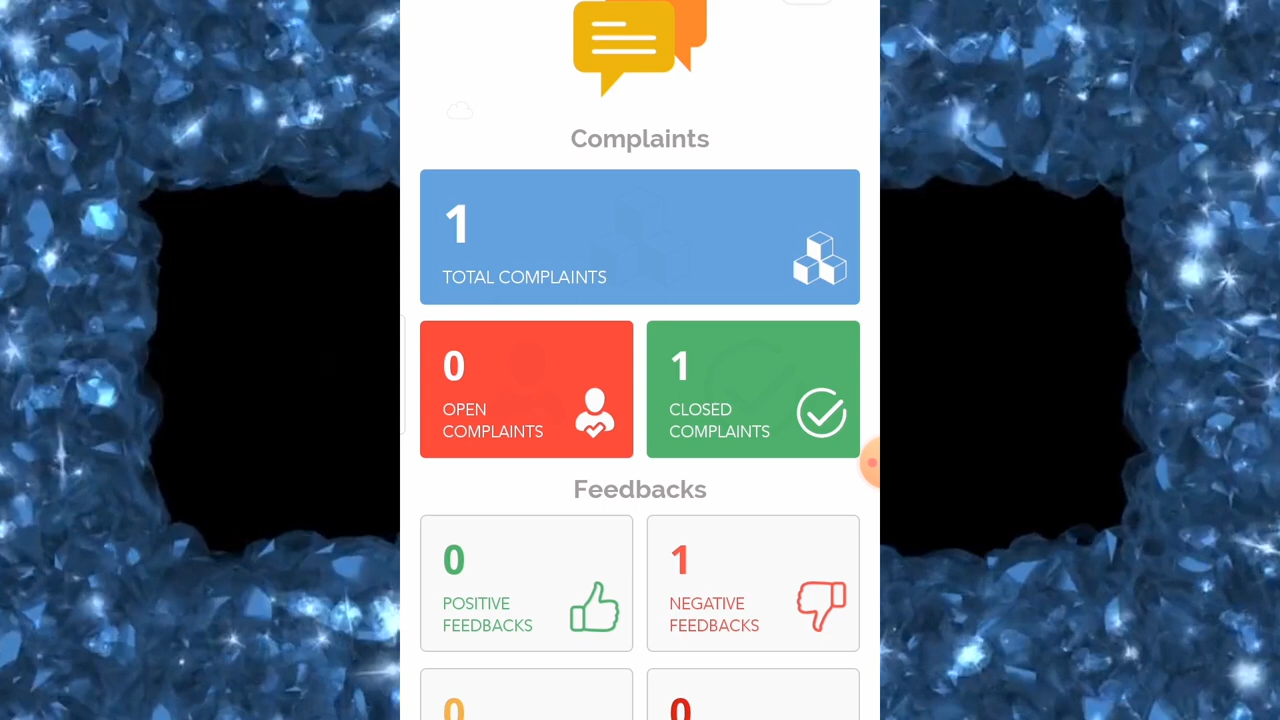 Complaints
1
TOTAL COMPLAINTS
0
OPEN
COMPLAINTS
1
CLOSED
COMPLAINTS
Feedbacks
0
POSITIVE
FEEDBACKS
1
NEGATIVE
FEEDBACKS
0
0